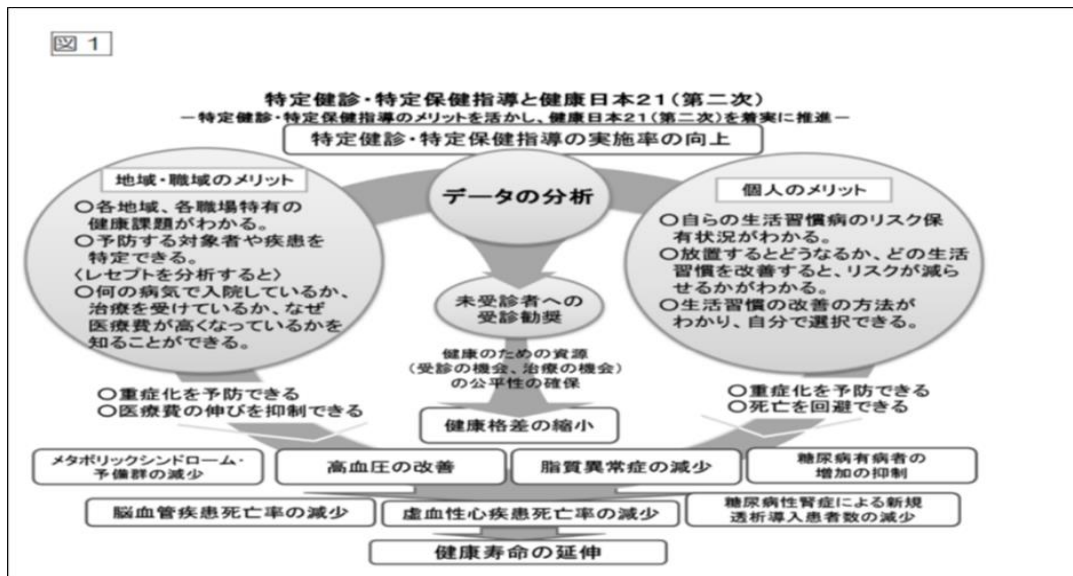 図 1
特定健診・特定保健指導と健康日本21(第二次)
－特定健診・特定保健指導のメリットを活かし、健康日本21(第二次)を着実に推進－
特定健診・特定保健指導の実施率の向上
地域・職域のメリット
○各地域、各職場特有の
健康課題がわかる。
○予防する対象者や疾患を
特定できる。
〈レセプトを分析すると〉
○何の病気で入院しているか、
治療を受けているか、なぜ
医療費が高くなっているかを
知ることができる。
データの分析
個人のメリット
○自らの生活習慣病のリスク保
有状況がわかる。
○放置するとどうなるか、どの生活
習慣を改善すると、リスクが減ら
せるかがわかる。
○生活習慣の改善の方法が
わかり、自分で選択できる。
未受診者への
受診勧奨
健康のための資源
(受診の機会、治療の機会)
の公平性の確保
○重症化を予防できる
○医療費の伸びを抑制できる
○重症化を予防できる
○死亡を回避できる
健康格差の縮小
メタボリックシンドローム・
予備群の減少
高血圧の改善
脂質異常症の減少
糖尿病有病者の
増加の抑制
脳血管疾患死亡率の減少
虚血性心疾患死亡率の減少
糖尿病性腎症による新規
透析導入患者数の減少
健康寿命の延伸